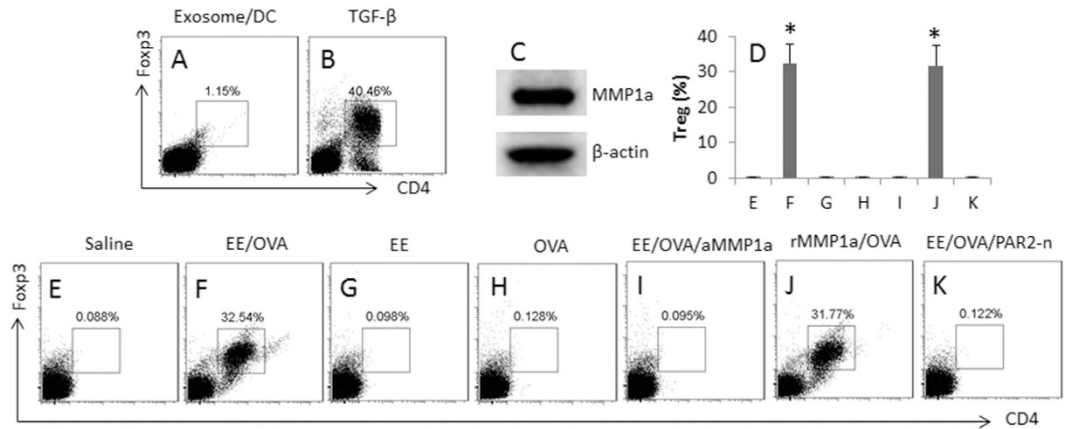 Exosome/DC
TGF-β
Foxp3
A
1.15%
B
40.46%
CD4
C
MMP1a
β-actin
D
Treg (%)
40
30
20
10
0
*
*
E F G H I J K
Saline
EE/OVA
EE
OVA
EE/OVA/aMMP1a
rMMP1a/OVA
EE/OVA/PAR2-n
Foxp3
E
0.088%
F
32.54%
G
0.098%
H
0.128%
I
0.095%
J
31.77%
K
0.122%
CD4